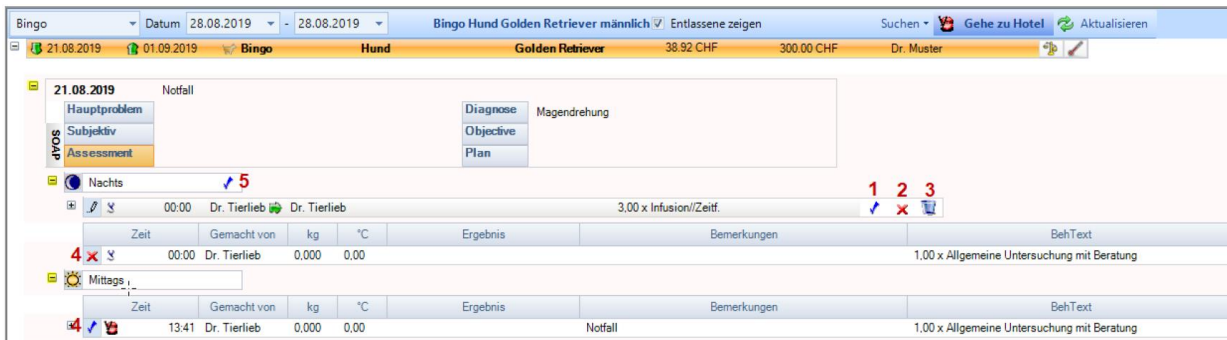 Bingo Datum 28.08.2019 - 28.08.2019 Bingo Hund Golden Retriever männlich Entlassene zeigen Suchen Gehe zu Hotel Aktualisieren
21.08.2019 01.09.2019 Bingo Hund Golden Retriever 38.92 CHF 300.00 CHF Dr. Muster
21.08.2019 Notfall
Hauptproblem Diagnose Magendrehung
SOAP Subjektiv Objective
Assessment Plan
Nachts 5
1 2 3
00:00 Dr. Tierlieb Dr. Tierlieb 3,00 x Infusion//Zeitf.
Zeit Gemacht von kg °C Ergebnis Bemerkungen BehText
4 00:00 Dr. Tierlieb 0,000 0,00 1,00 x Allgemeine Untersuchung mit Beratung
Mittags
Zeit Gemacht von kg °C Ergebnis Bemerkungen BehText
4 13:41 Dr. Tierlieb 0,000 0,00 Notfall 1,00 x Allgemeine Untersuchung mit Beratung